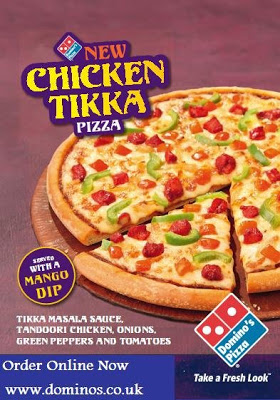 NEW
CHICKEN
TIKKA
PIZZA
SERVED
WITH A
MANGO
DIP
TIKKA MASALA SAUCE,
TANDOORI CHICKEN, ONIONS,
GREEN PEPPERS AND TOMATOES
Domino's
Pizza
Take a Fresh Look™
Order Online Now
www.dominos.co.uk